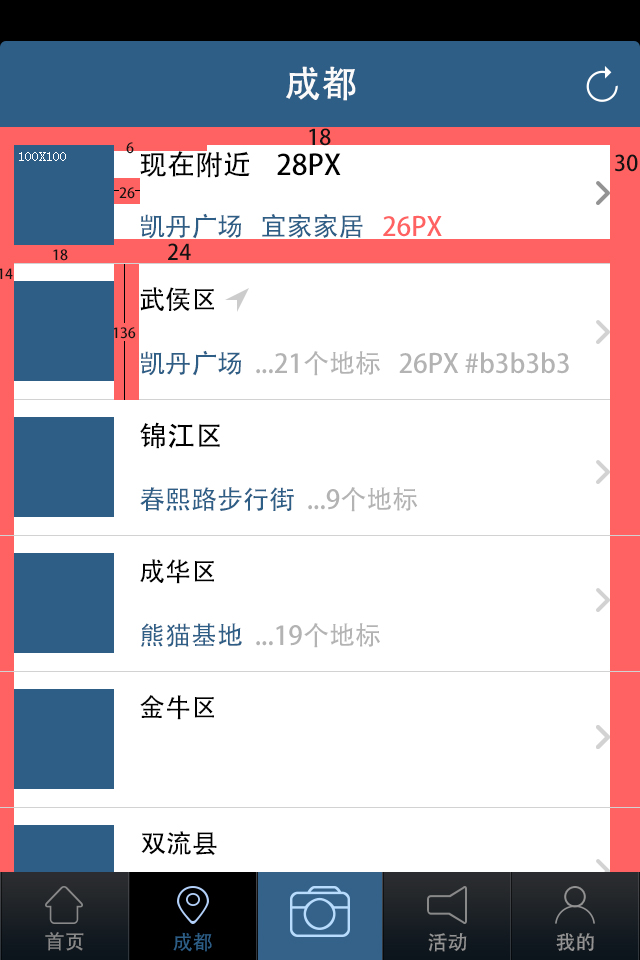 成都
18
100X100
6
现在附近 28PX
30
26
凯丹广场 宜家家居 26PX
18
24
14
武侯区
136
凯丹广场 ...21个地标 26PX #b3b3b3
锦江区
春熙路步行街 ...9个地标
成华区
熊猫基地 ...19个地标
金牛区
双流县
首页
成都
活动
我的